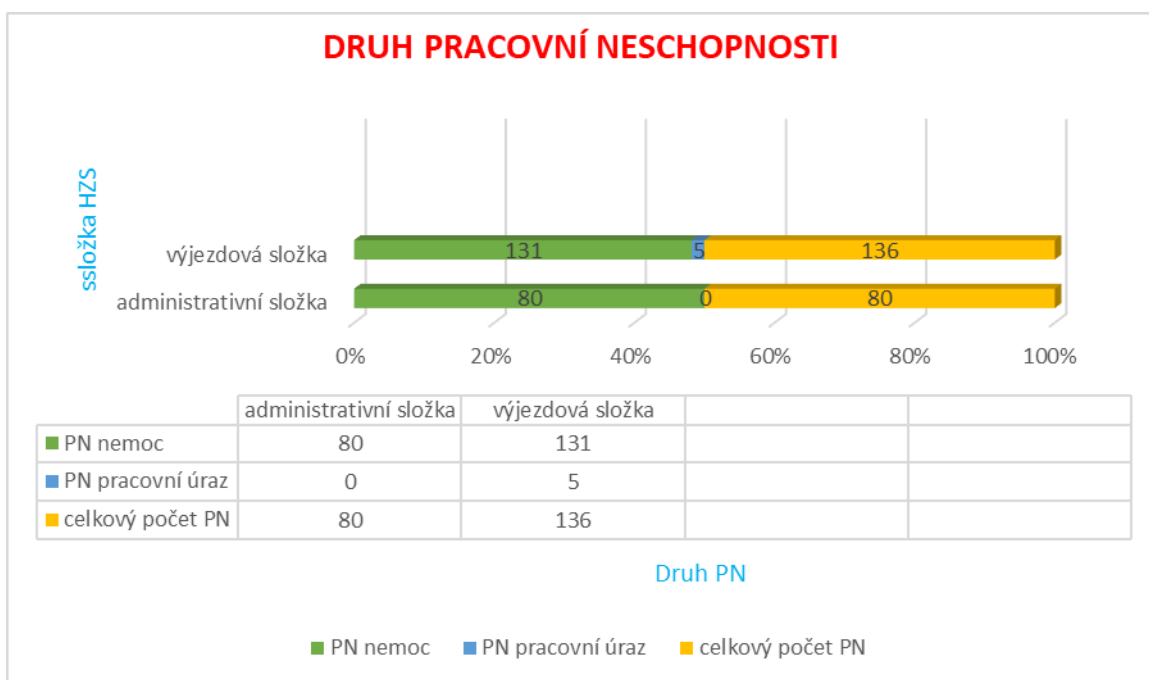 DRUH PRACOVNÍ NESCHOPNOSTI
ssložka HZS
výjezdová složka 131 5 136
administrativní složka 80 0 80
0% 20% 40% 60% 80% 100%
administrativní složka výjezdová složka
PN nemoc 80 131
PN pracovní úraz 0 5
celkový počet PN 80 136
Druh PN
PN nemoc PN pracovní úraz celkový počet PN